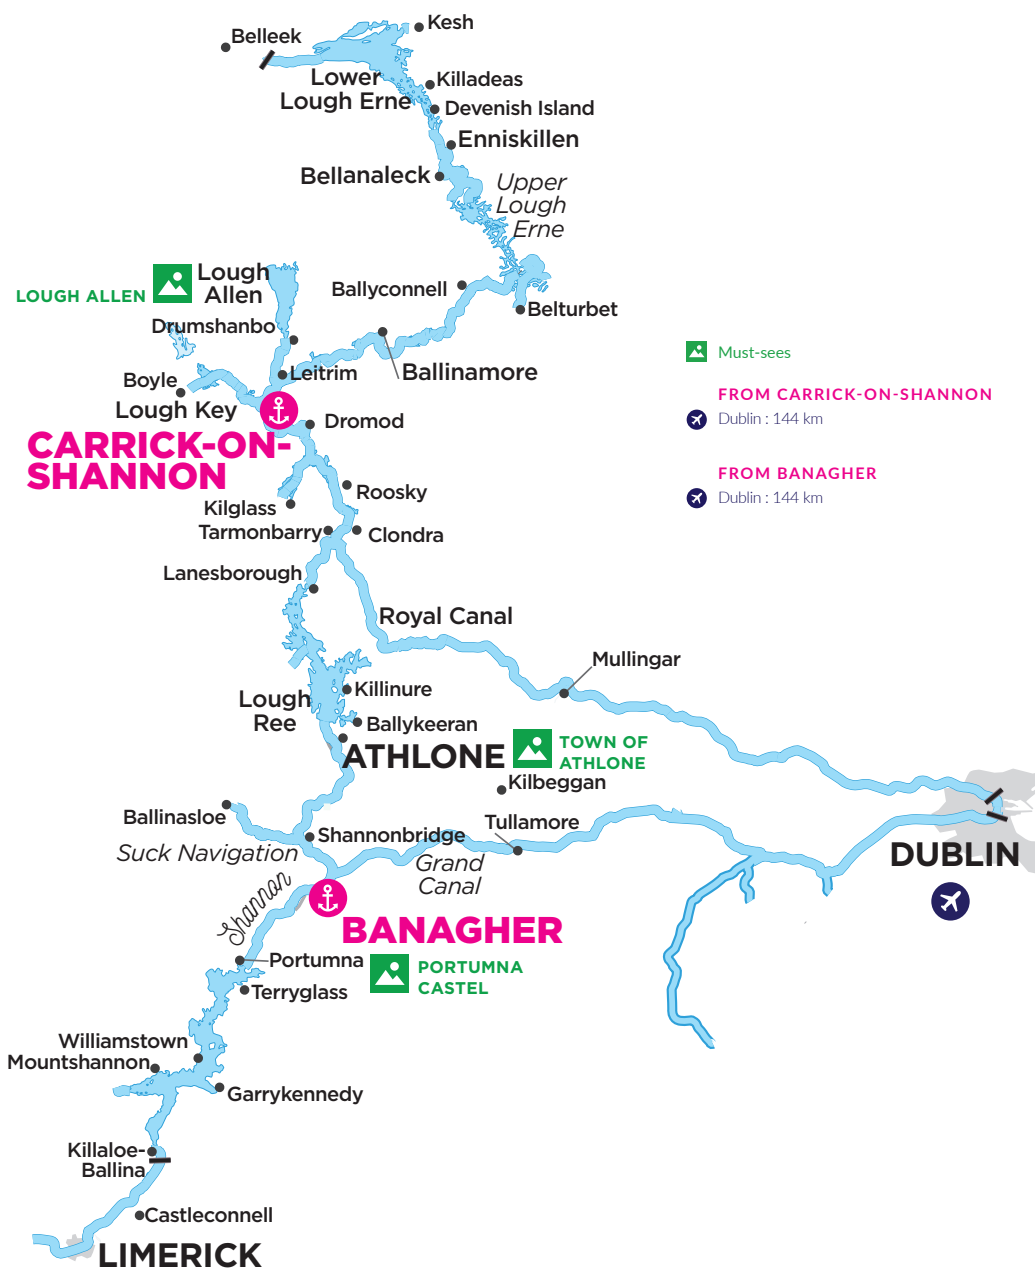 Kesh
Belleek
Lower
Lough Erne
Killadeas
Devenish Island
Enniskillen
Bellanaleck
Upper
Lough
Erne
LOUGH ALLEN
Lough
Allen
Ballyconnell
Belturbet
Drumshanbo
Leitrim
Ballinamore
Boyle
Lough Key
Dromod
CARRICK-ON-
SHANNON
Must-sees
FROM CARRICK-ON-SHANNON
Dublin : 144 km
FROM BANAGHER
Dublin : 144 km
Roosky
Kilglass
Tarmonbarry
Clondra
Lanesborough
Royal Canal
Mullingar
Killinure
Lough
Ree
Ballykeeran
ATHLONE
TOWN OF
ATHLONE
Kilbeggan
Ballinasloe
Shannonbridge
Tullamore
Suck Navigation
Grand
Canal
DUBLIN
Shannon
BANAGHER
Portumna
PORTUMNA
CASTEL
Terryglass
Williamstown
Mountshannon
Garrykennedy
Killaloe-
Ballina
Castleconnell
LIMERICK